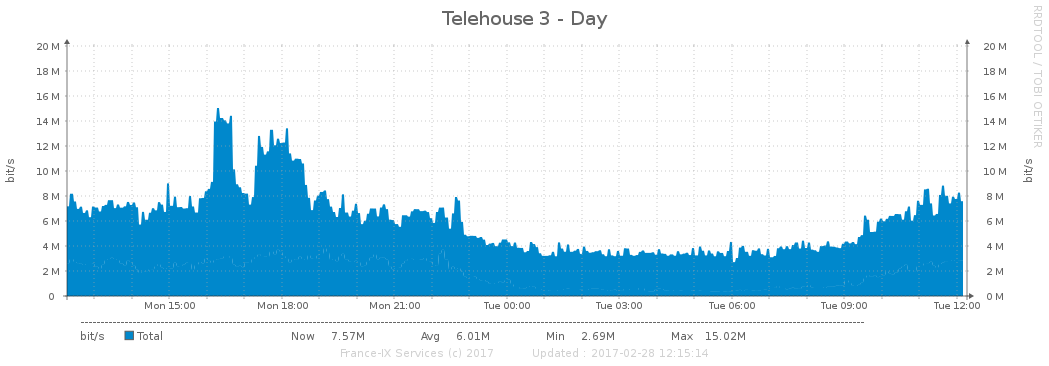 Telehouse 3 - Day
RRDTOOL / TOBI OETIKER
bit/s
20 M 20 M
18 M 18 M
16 M 16 M
14 M 14 M
12 M 12 M
10 M 10 M
8 M 8 M
6 M 6 M
4 M 4 M
2 M 2 M
0 0 M
bit/s
Mon 15:00 Mon 18:00 Mon 21:00 Tue 00:00 Tue 03:00 Tue 06:00 Tue 09:00 Tue 12:00
bit/s Total Now 7.57M Avg 6.01M Min 2.69M Max 15.02M
France-IX Services (c) 2017 Updated : 2017-02-28 12:15:14